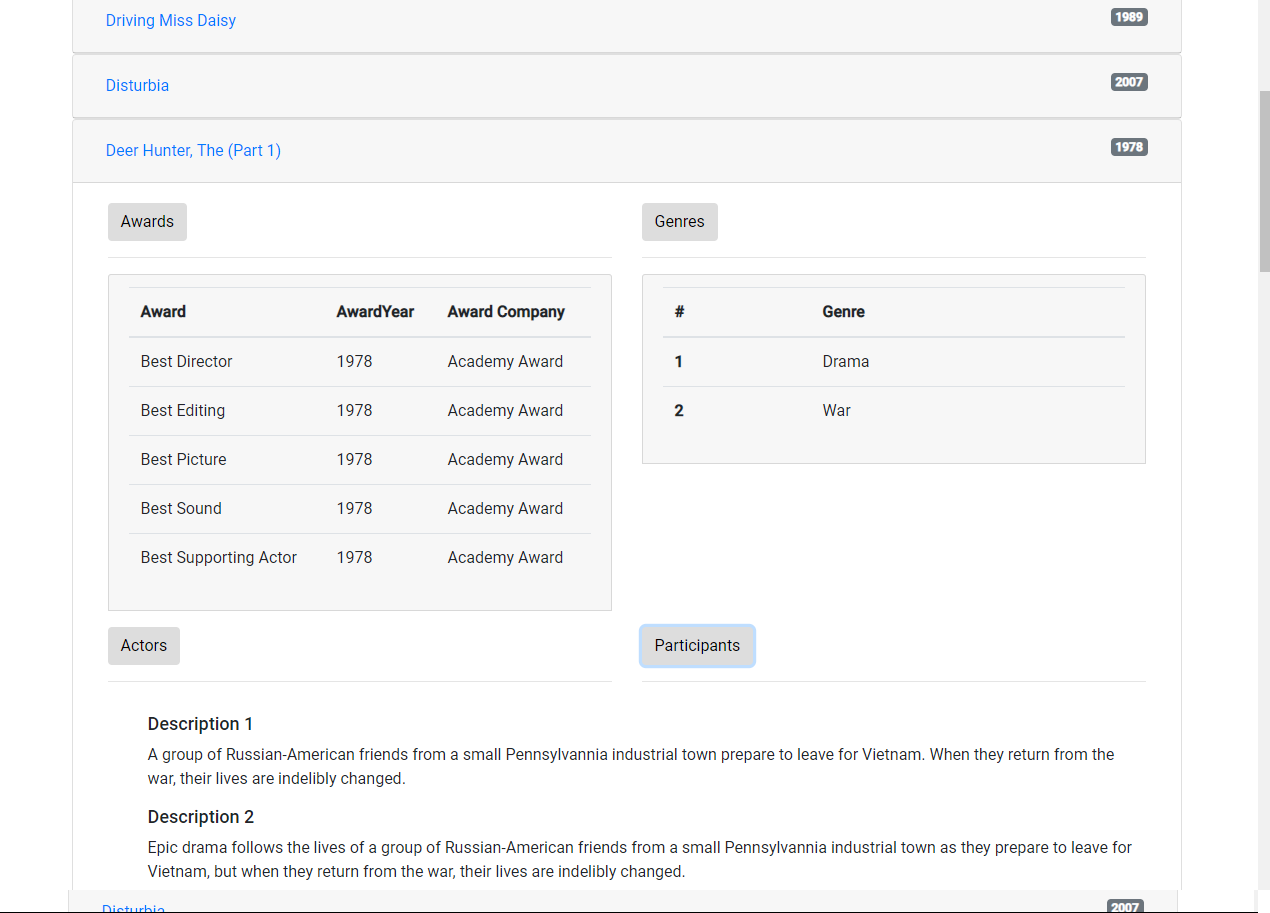 Driving Miss Daisy 1989
Disturbia 2007
Deer Hunter, The (Part 1) 1978
Awards
Genres
Award AwardYear Award Company
Best Director 1978 Academy Award
Best Editing 1978 Academy Award
Best Picture 1978 Academy Award
Best Sound 1978 Academy Award
Best Supporting Actor 1978 Academy Award
# Genre
1 Drama
2 War
Actors
Participants
Description 1
A group of Russian-American friends from a small Pennsylvannia industrial town prepare to leave for Vietnam. When they return from the
war, their lives are indelibly changed.
Description 2
Epic drama follows the lives of a group of Russian-American friends from a small Pennsylvannia industrial town as they prepare to leave for
Vietnam, but when they return from the war, their lives are indelibly changed.
Disturbia 2007